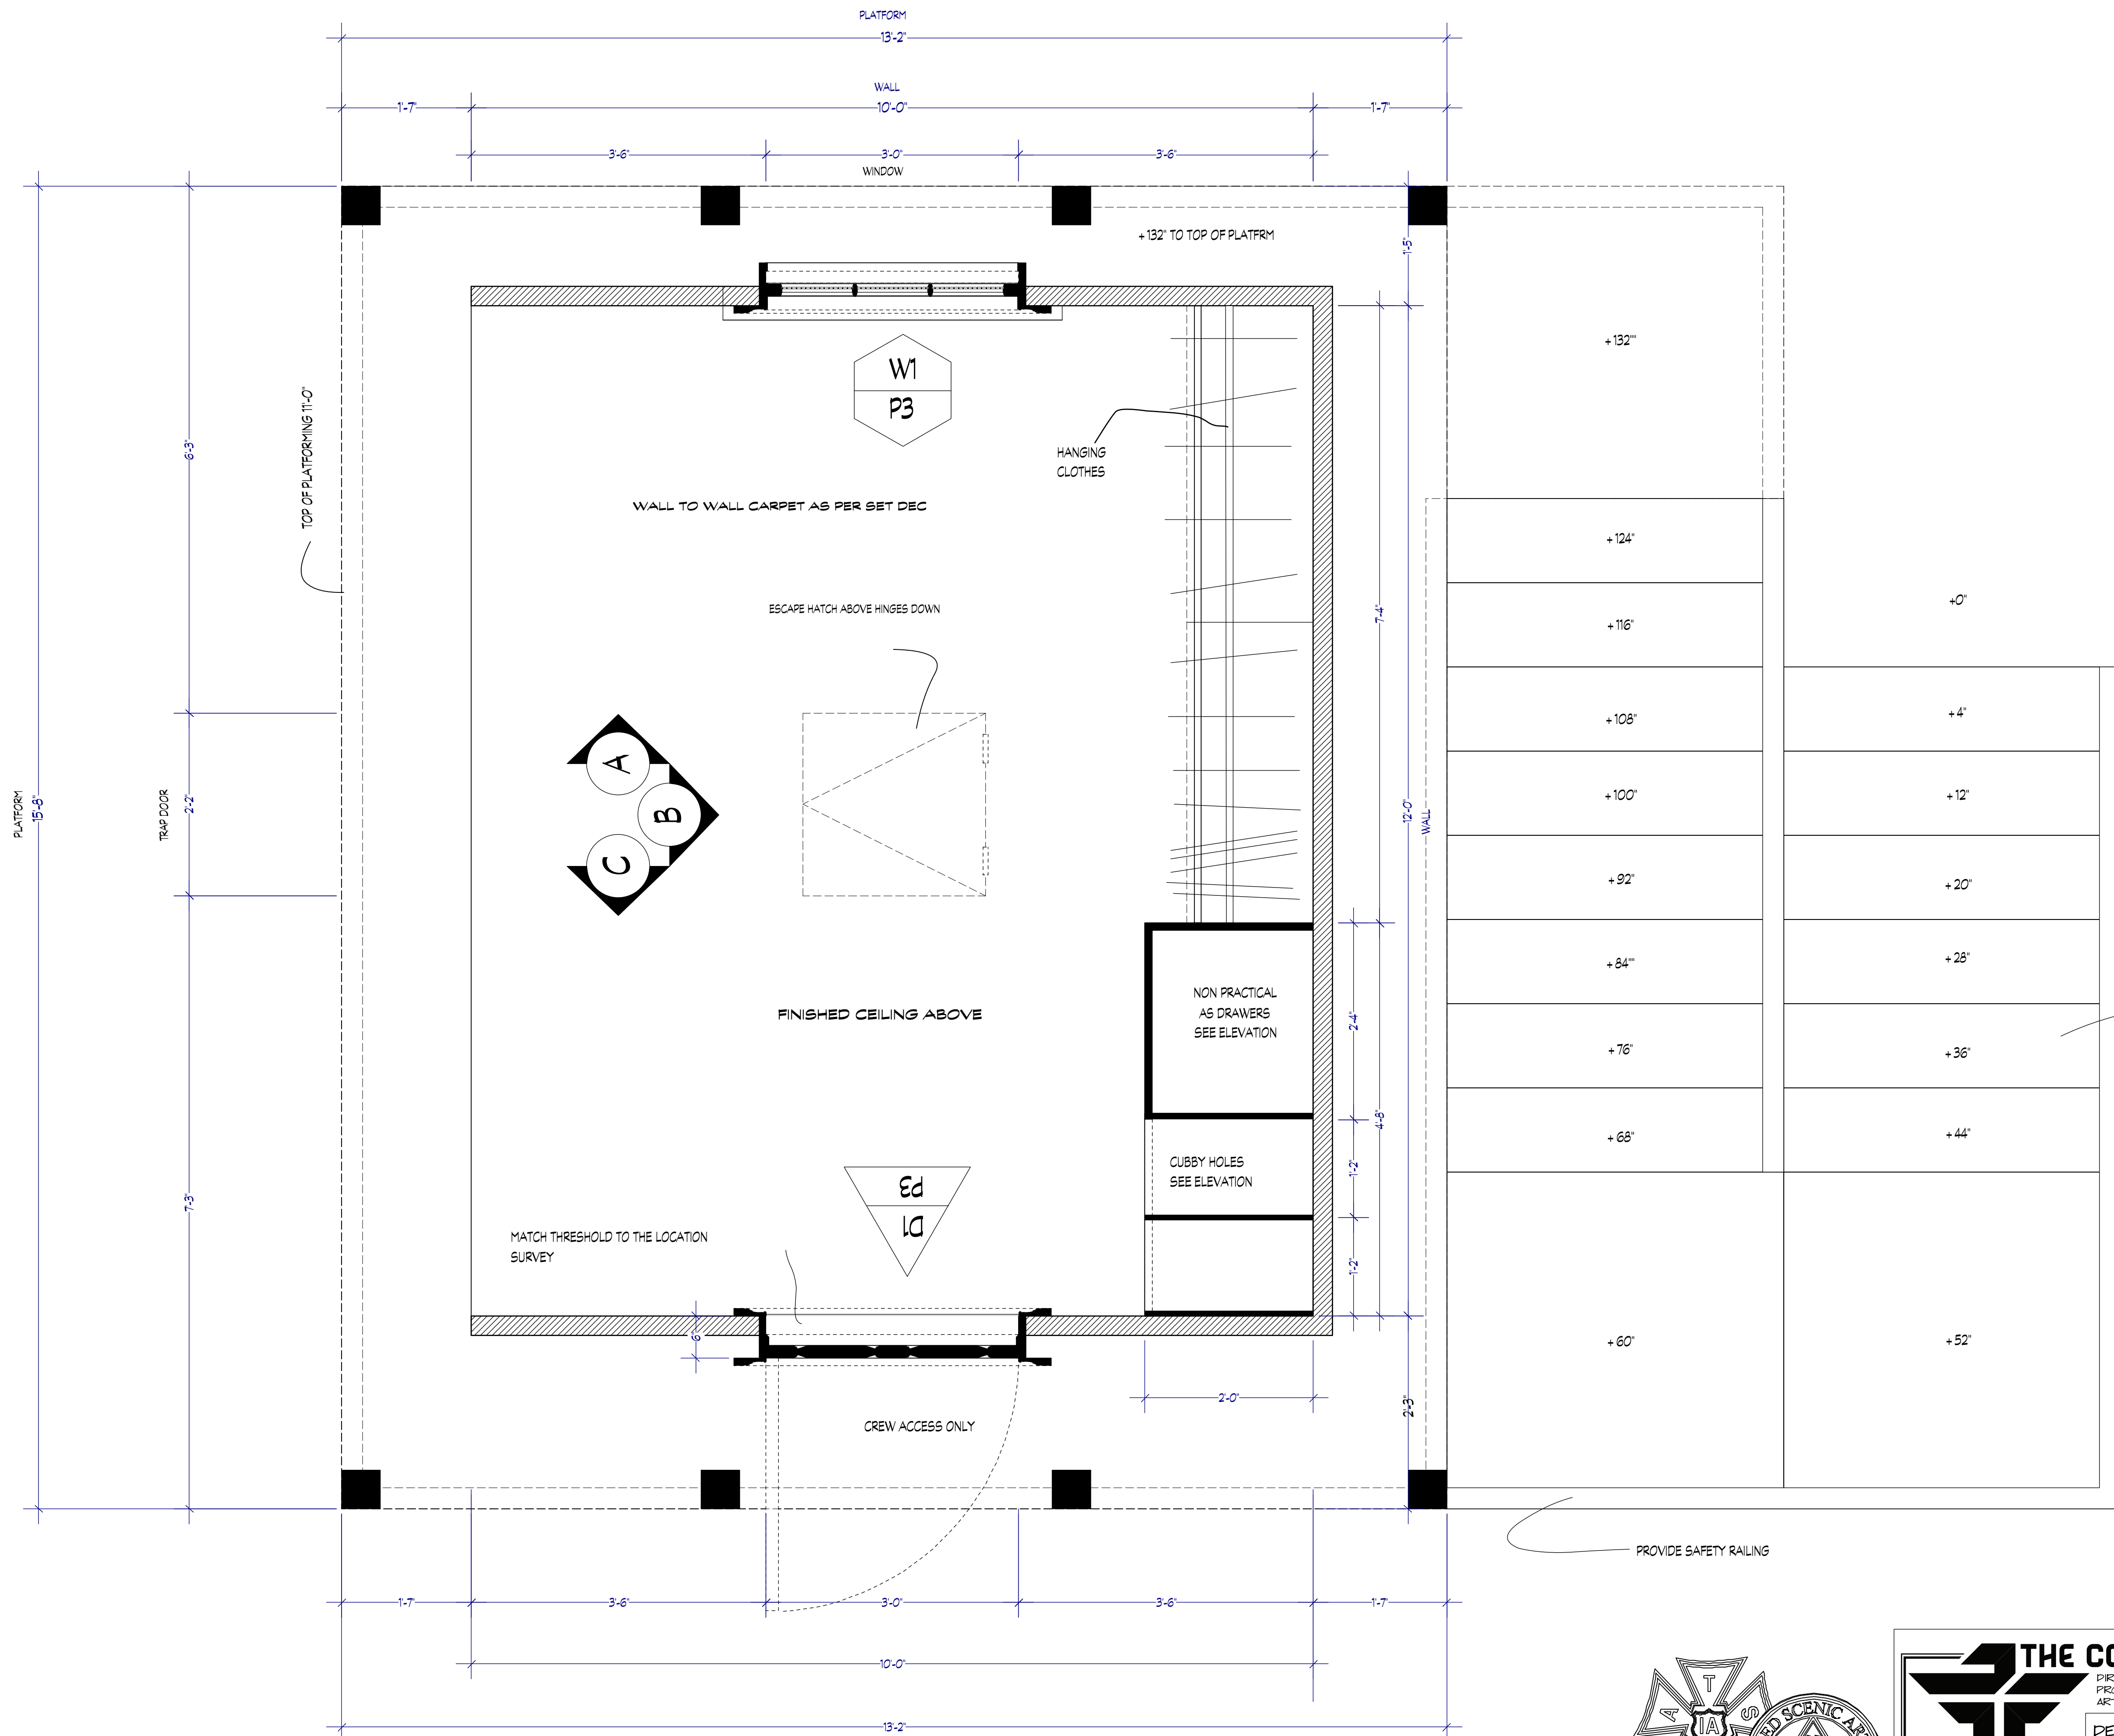 PLATFORM
13'-2"
WALL
1'-7"
10'-0"
1'-7"
3'-6"
3'-0"
3'-6"
WINDOW
+132" TO TOP OF PLATFRM
1'-5"
+132""
W1
P3
HANGING
CLOTHES
TOP OF PLATFORMING 11'-0"
6'-3"
WALL TO WALL CARPET AS PER SET DEC
ESCAPE HATCH ABOVE HINGES DOWN
7'-4"
+124"
+116"
+0"
+108"
+4"
A
B
C
PLATFORM
15'-8"
TRAP DOOR
2'-2"
12'-0"
WALL
+100"
+12"
+92"
+20"
+84""
+28"
NON PRACTICAL
AS DRAWERS
SEE ELEVATION
FINISHED CEILING ABOVE
2'-4"
+76"
+36"
4'-8"
+68"
+44"
CUBBY HOLES
SEE ELEVATION
1'-2"
P3
D1
7'-3"
MATCH THRESHOLD TO THE LOCATION
SURVEY
1'-2"
6"
+60"
+52"
2'-0"
2'-3"
CREW ACCESS ONLY
PROVIDE SAFETY RAILING
1'-7"
3'-6"
3'-0"
3'-6"
1'-7"
10'-0"
13'-2"
T
A
S
IA
SCENIC
THE